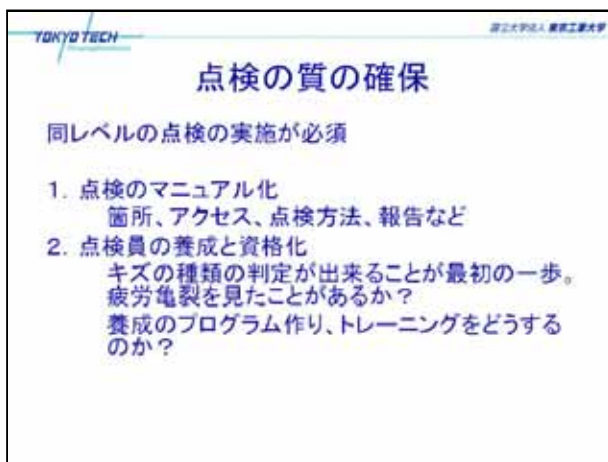 TOKYO TECH
国立大学法人 東京工業大学
点検の質の確保
同レベルの点検の実施が必須
1. 点検のマニュアル化
箇所、アクセス、点検方法、報告など
2. 点検員の養成と資格化
キズの種類の判定が出来ることが最初の一歩。
疲労亀裂を見たことがあるか?
養成のプログラム作り、トレーニングをどうする
のか?